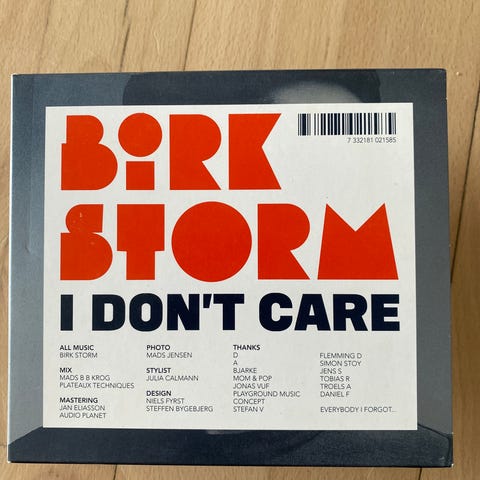 BIRK
7 332181 021585
STORM
I DON'T CARE
ALL MUSIC
BIRK STORM
MIX
MADS B B KROG
PLATEAUX TECHNIQUES
MASTERING
JAN ELIASSON
AUDIO PLANET
PHOTO
MADS JENSEN
STYLIST
JULIA CALMANN
DESIGN
NIELS FYRST
STEFFEN BYGEBJERG
THANKS
D
A
BJARKE
MOM & POP
JONAS VUF
PLAYGROUND MUSIC
CONCEPT
STEFAN V
FLEMMING D
SIMON STOY
JENS S
TOBIAS R
TROELS A
DANIEL F
EVERYBODY I FORGOT...